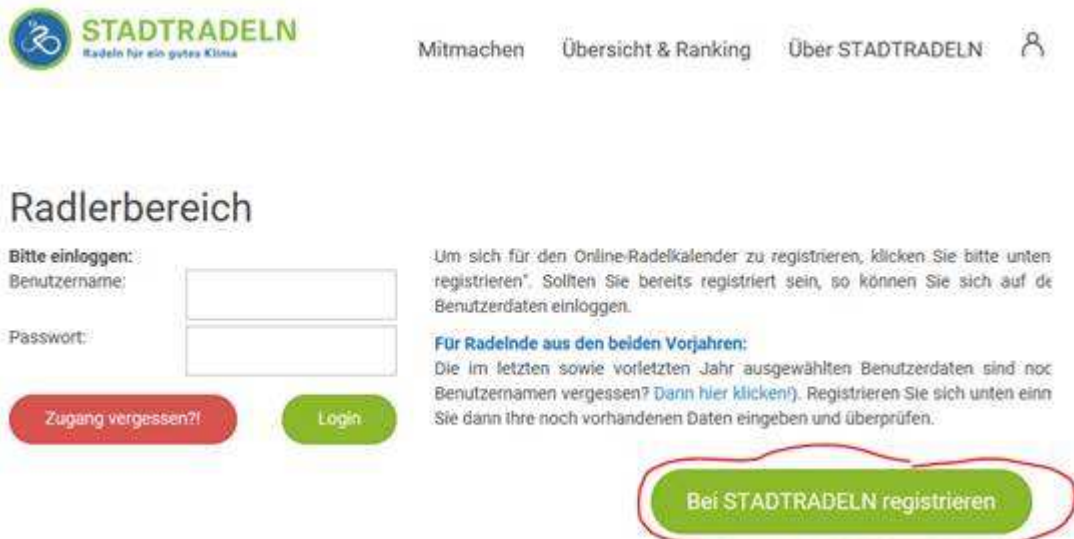 STADTRADELN
Radeln für ein gutes Klima
Mitmachen Übersicht & Ranking Über STADTRADELN
Radlerbereich
Bitte einloggen:
Benutzername:
Passwort:
Zugang vergessen?! Login
Um sich für den Online-Radelkalender zu registrieren, klicken Sie bitte unten
registrieren". Sollten Sie bereits registriert sein, so können Sie sich auf de
Benutzerdaten einloggen.
Für Radelnde aus den beiden Vorjahren:
Die im letzten sowie vorletzten Jahr ausgewählten Benutzerdaten sind noc
Benutzernamen vergessen? Dann hier klicken!). Registrieren Sie sich unten einm
Sie dann Ihre noch vorhandenen Daten eingeben und überprüfen.
Bei STADTRADELN registrieren